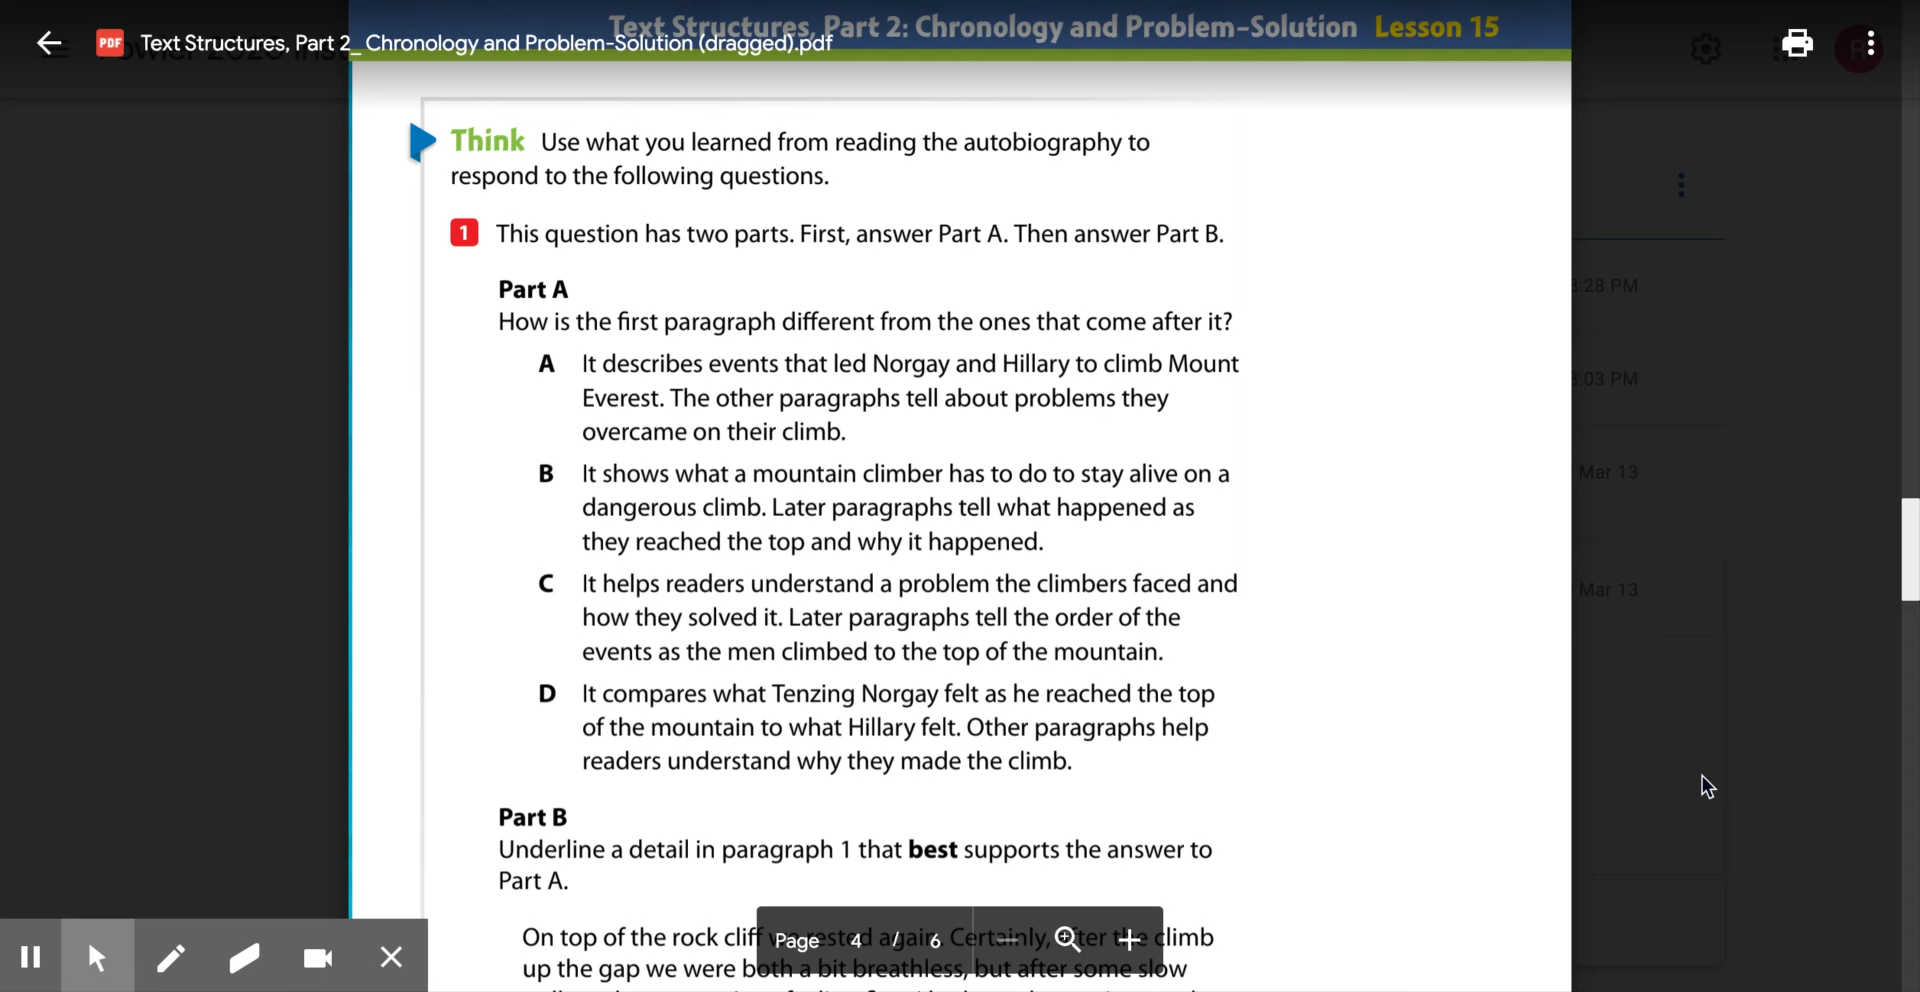 Text Structures, Part 2: Chronology and Problem–Solution Lesson 15
PDF Text Structures, Part 2_ Chronology and Problem-Solution (dragged).pdf
Think Use what you learned from reading the autobiography to
respond to the following questions.
1 This question has two parts. First, answer Part A. Then answer Part B.
Part A
How is the first paragraph different from the ones that come after it?
A It describes events that led Norgay and Hillary to climb Mount
Everest. The other paragraphs tell about problems they
overcame on their climb.
B It shows what a mountain climber has to do to stay alive on a
dangerous climb. Later paragraphs tell what happened as
they reached the top and why it happened.
C It helps readers understand a problem the climbers faced and
how they solved it. Later paragraphs tell the order of the
events as the men climbed to the top of the mountain.
D It compares what Tenzing Norgay felt as he reached the top
of the mountain to what Hillary felt. Other paragraphs help
readers understand why they made the climb.
Part B
Underline a detail in paragraph 1 that best supports the answer to
Part A.
On top of the rock cliff we rested again. Certainly, after the climb
up the gap we were both a bit breathless, but after some slow
Page 4 / 6
:28 PM
:03 PM
Mar 13
Mar 13